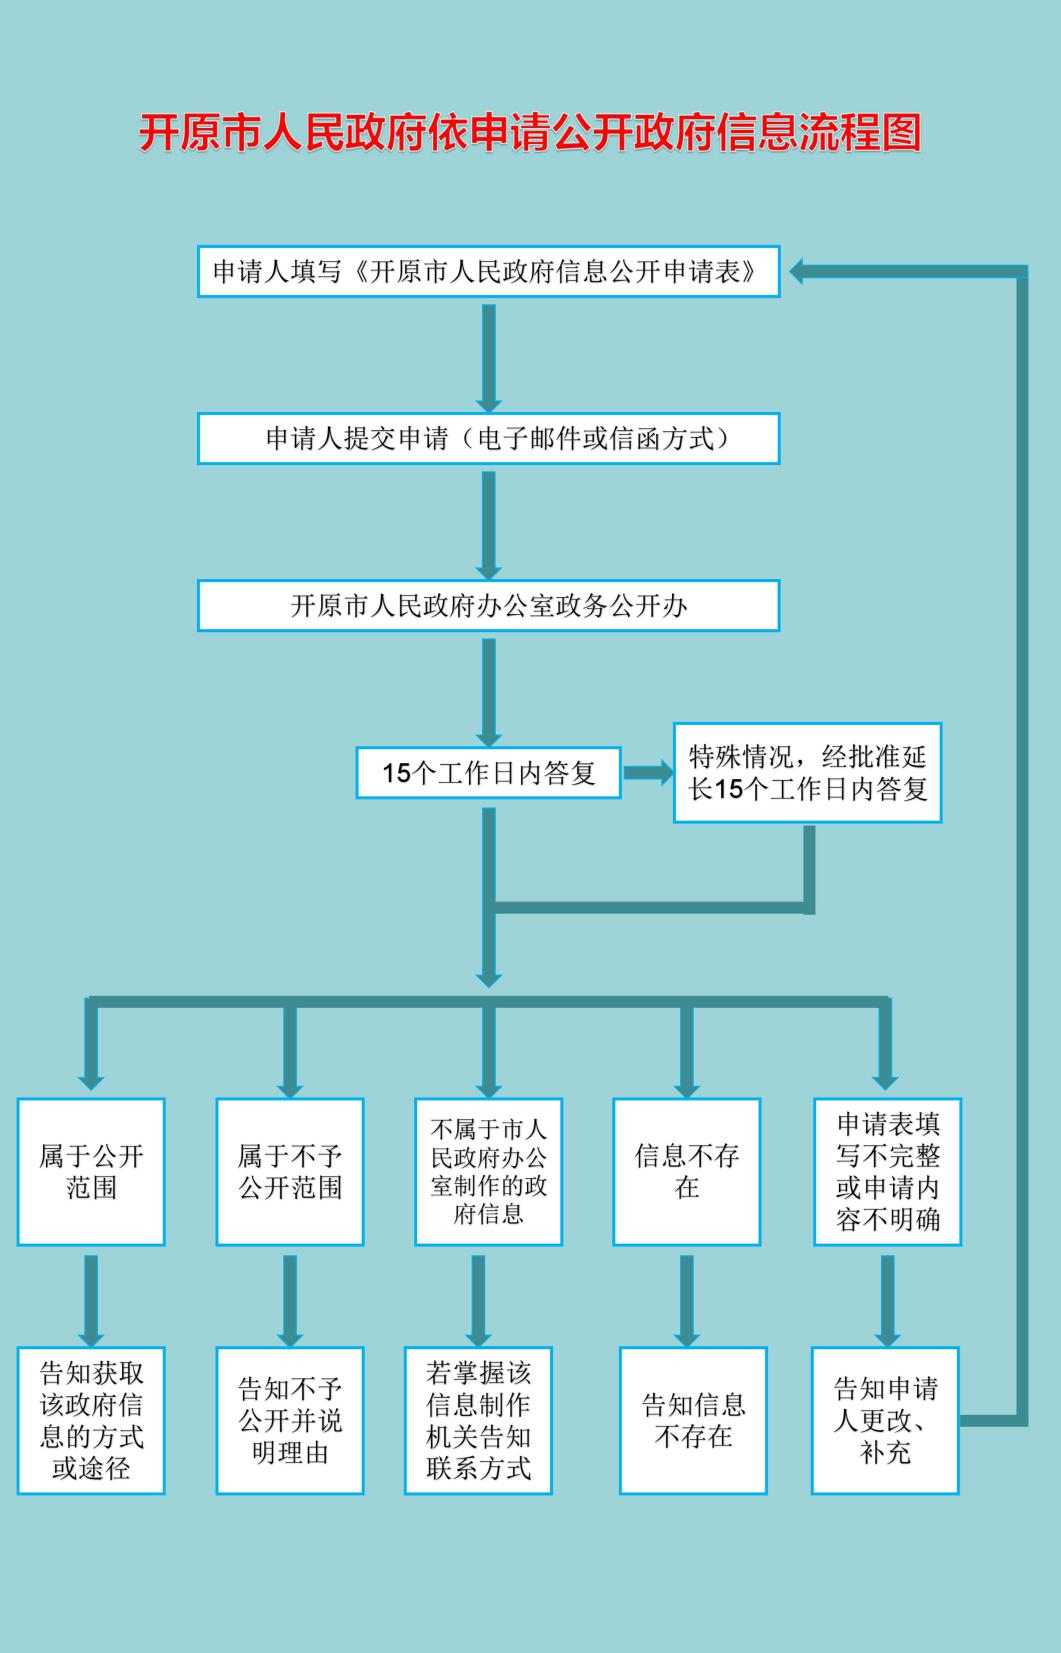 开原市人民政府依申请公开政府信息流程图
申请人填写《开原市人民政府信息公开申请表》
申请人提交申请（电子邮件或信函方式）
开原市人民政府办公室政务公开办
15个工作日内答复
特殊情况，经批准延
长15个工作日内答复
属于公开
范围
属于不予
公开范围
不属于市人
民政府办公
室制作的政
府信息
信息不存
在
申请表填
写不完整
或申请内
容不明确
告知获取
该政府信
息的方式
或途径
告知不予
公开并说
明理由
若掌握该
信息制作
机关告知
联系方式
告知信息
不存在
告知申请
人更改、
补充